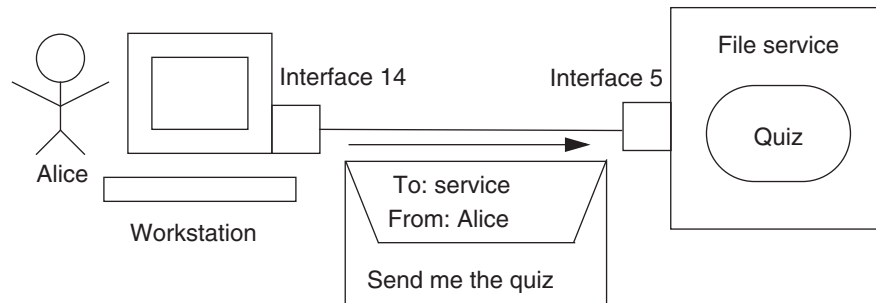 File service
Interface 14
Interface 5
Quiz
Alice
To: service
From: Alice
Workstation
Send me the quiz